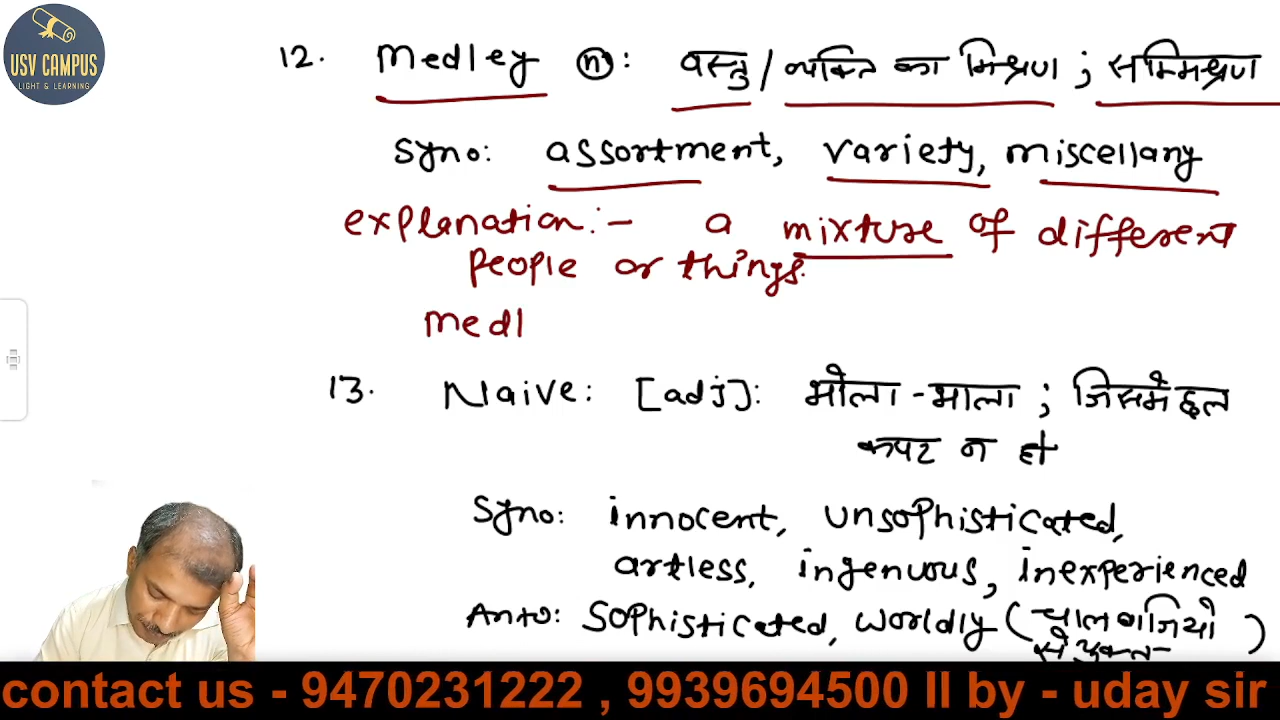 USV CAMPUS
LIGHT & LEARNING
12. Medley (n): वस्तु / व्यक्ति का मिश्रण ; सम्मिश्रण
Syno: assortment, variety, miscellany
explanation:- a mixture of different
people or things.
medl
13. Naive: [adj]: भोला-भाला ; जिसमे छल
कपट न हो
Syno: innocent, unsophisticated,
artless, ingenuous, inexperienced
Anto: Sophisticated, worldly (चालबाजियो
से युक्त )
contact us - 9470231222 , 9939694500 II by - uday sir